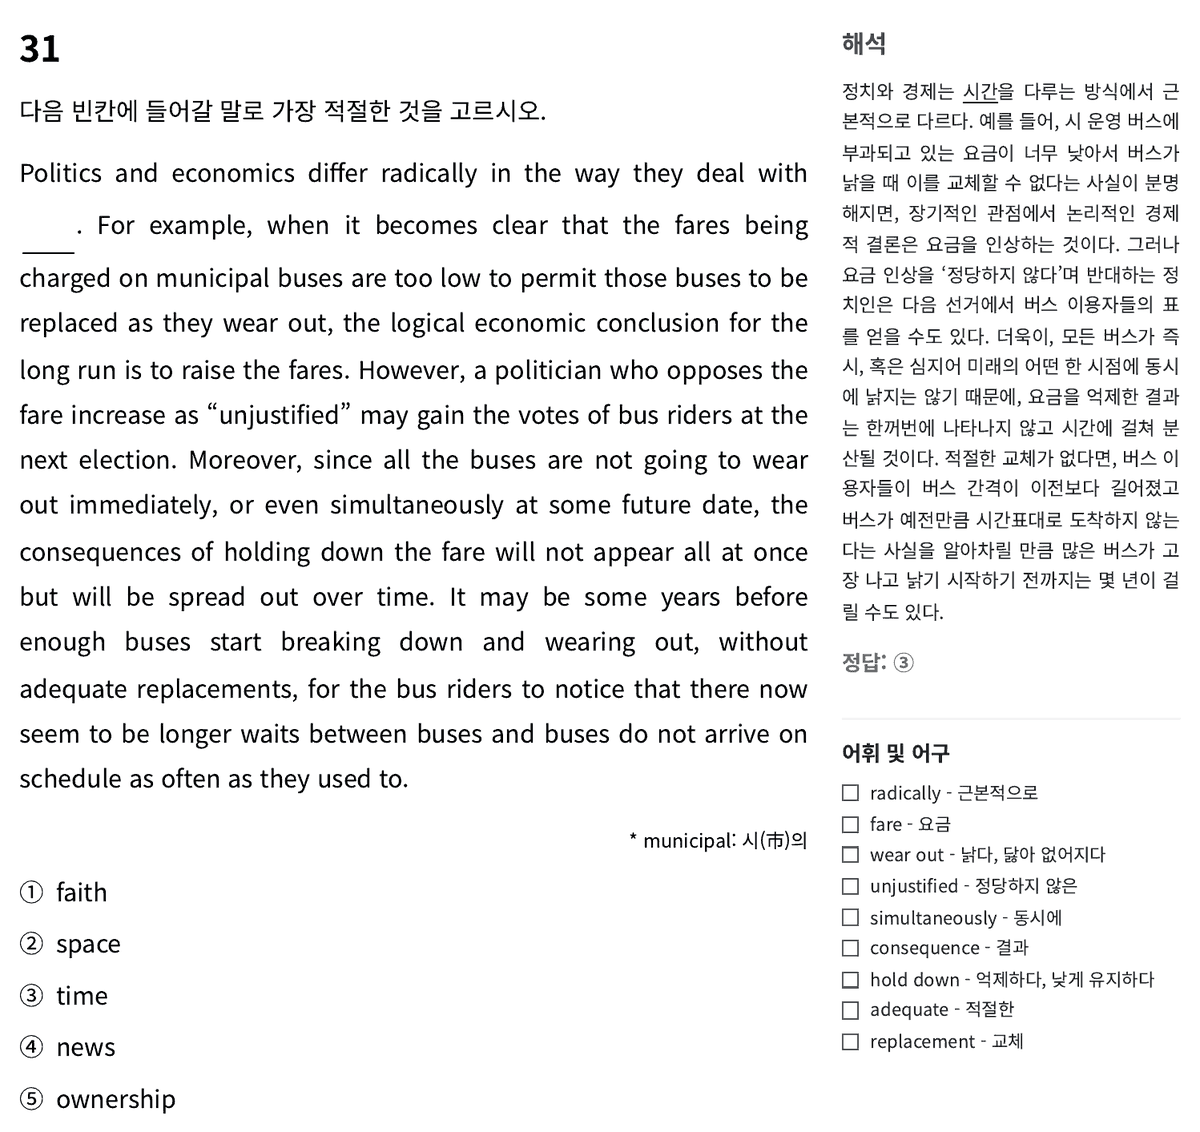 31
다음 빈칸에 들어갈 말로 가장 적절한 것을 고르시오.
Politics and economics differ radically in the way they deal with
____. For example, when it becomes clear that the fares being
charged on municipal buses are too low to permit those buses to be
replaced as they wear out, the logical economic conclusion for the
long run is to raise the fares. However, a politician who opposes the
fare increase as “unjustified” may gain the votes of bus riders at the
next election. Moreover, since all the buses are not going to wear
out immediately, or even simultaneously at some future date, the
consequences of holding down the fare will not appear all at once
but will be spread out over time. It may be some years before
enough buses start breaking down and wearing out, without
adequate replacements, for the bus riders to notice that there now
seem to be longer waits between buses and buses do not arrive on
schedule as often as they used to.
* municipal: 시(市)의
① faith
② space
③ time
④ news
⑤ ownership
해석
정치와 경제는 시간을 다루는 방식에서 근
본적으로 다르다. 예를 들어, 시 운영 버스에
부과되고 있는 요금이 너무 낮아서 버스가
낡을 때 이를 교체할 수 없다는 사실이 분명
해지면, 장기적인 관점에서 논리적인 경제
적 결론은 요금을 인상하는 것이다. 그러나
요금 인상을 ‘정당하지 않다’며 반대하는 정
치인은 다음 선거에서 버스 이용자들의 표
를 얻을 수도 있다. 더욱이, 모든 버스가 즉
시, 혹은 심지어 미래의 어떤 한 시점에 동시
에 낡지는 않기 때문에, 요금을 억제한 결과
는 한꺼번에 나타나지 않고 시간에 걸쳐 분
산될 것이다. 적절한 교체가 없다면, 버스 이
용자들이 버스 간격이 이전보다 길어졌고
버스가 예전만큼 시간표대로 도착하지 않는
다는 사실을 알아차릴 만큼 많은 버스가 고
장 나고 낡기 시작하기 전까지는 몇 년이 걸
릴 수도 있다.
정답: ③
어휘 및 어구
□ radically - 근본적으로
□ fare - 요금
□ wear out - 낡다, 닳아 없어지다
□ unjustified - 정당하지 않은
□ simultaneously - 동시에
□ consequence - 결과
□ hold down - 억제하다, 낮게 유지하다
□ adequate - 적절한
□ replacement - 교체